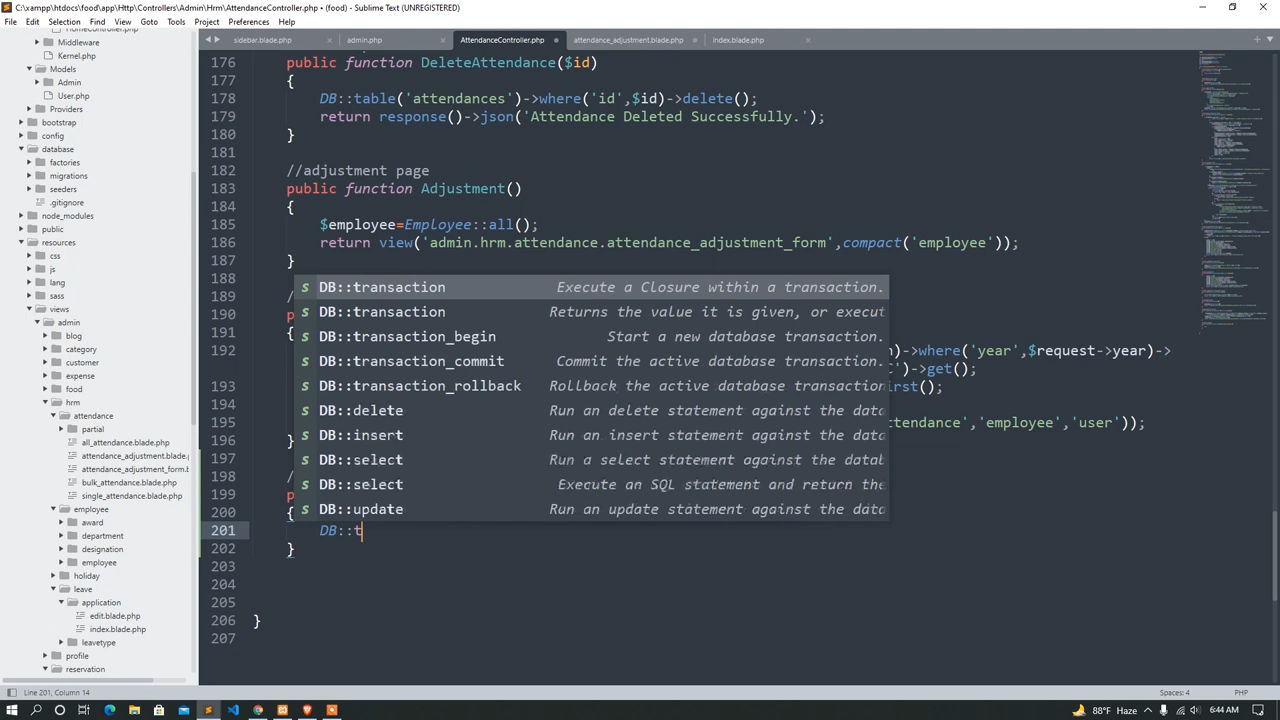 C:\xampp\htdocs\food\app\Http\Controllers\Admin\Hrm\AttendanceController.php • (food) - Sublime Text (UNREGISTERED)
File Edit Selection Find View Goto Tools Project Preferences Help
sidebar.blade.php × admin.php × AttendanceController.php • attendance_adjustment.blade.php • index.blade.php ×
HomeController.php
Middleware
Kernel.php
Models
Admin
User.php
Providers
bootstrap
config
database
factories
migrations
seeders
.gitignore
node_modules
public
resources
css
js
lang
sass
views
admin
blog
category
customer
expense
food
hrm
attendance
partial
all_attendance.blade.php
attendance_adjustment.blade.p
attendance_adjustment_form.b
bulk_attendance.blade.php
single_attendance.blade.php
employee
award
department
designation
employee
holiday
leave
application
edit.blade.php
index.blade.php
leavetype
profile
reservation
176 public function DeleteAttendance($id)
177 {
178 DB::table('attendances')->where('id',$id)->delete();
179 return response()->json('Attendance Deleted Successfully.');
180 }
181
182 //adjustment page
183 public function Adjustment()
184 {
185 $employee=Employee::all();
186 return view('admin.hrm.attendance.attendance_adjustment_form',compact('employee'));
187 }
188
189 /
190 p
191 {
192 )->where('year',$request->year)->
')->get();
193 irst();
194
195 ttendance','employee','user'));
196 }
197
198 /
199 p
200 {
201 DB::t
202 }
203
204
205
206 }
207
s DB::transaction Execute a Closure within a transaction.
s DB::transaction Returns the value it is given, or execut
s DB::transaction_begin Start a new database transaction.
s DB::transaction_commit Commit the active database transaction.
s DB::transaction_rollback Rollback the active database transaction
s DB::delete Run an delete statement against the data
s DB::insert Run an insert statement against the data
s DB::select Run a select statement against the datab
s DB::select Execute an SQL statement and return the
s DB::update Run an update statement against the data
Line 201, Column 14 Spaces: 4 PHP
88°F Haze 6:44 AM